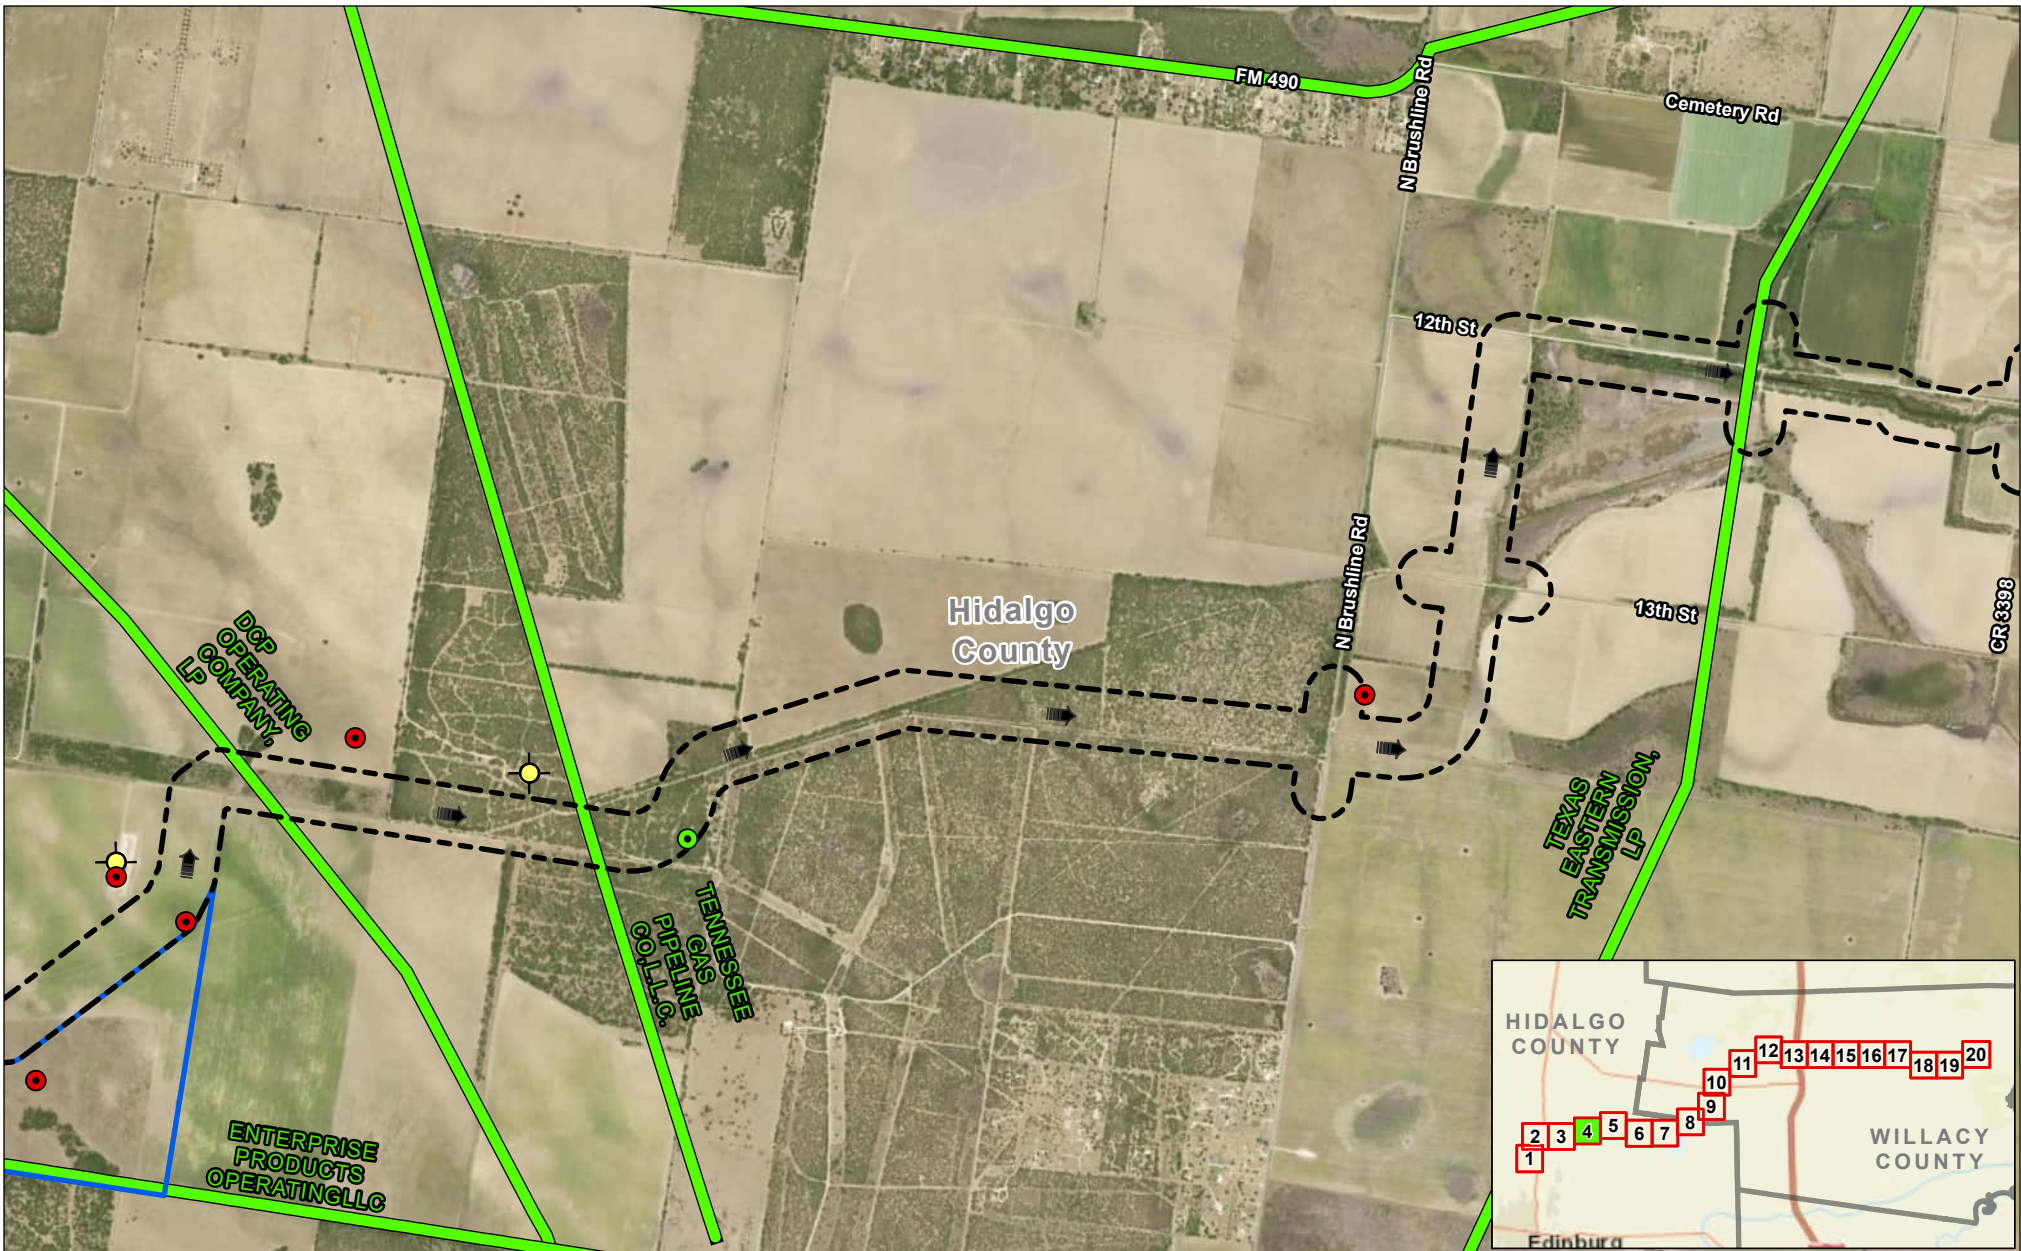 FM 490
N Brushline Rd
Cemetery Rd
12th St
N Brushline Rd
13th St
CR 3398
Hidalgo
County
DCP
OPERATING
COMPANY,
LP
TENNESSEE
GAS
PIPELINE
CO.L.L.C.
TEXAS
EASTERN
TRANSMISSION,
LP
ENTERPRISE
PRODUCTS
OPERATINGLLC
HIDALGO
COUNTY
WILLACY
COUNTY
1
2
3
4
5
6
7
8
9
10
11
12
13
14
15
16
17
18
19
20
Edinburg